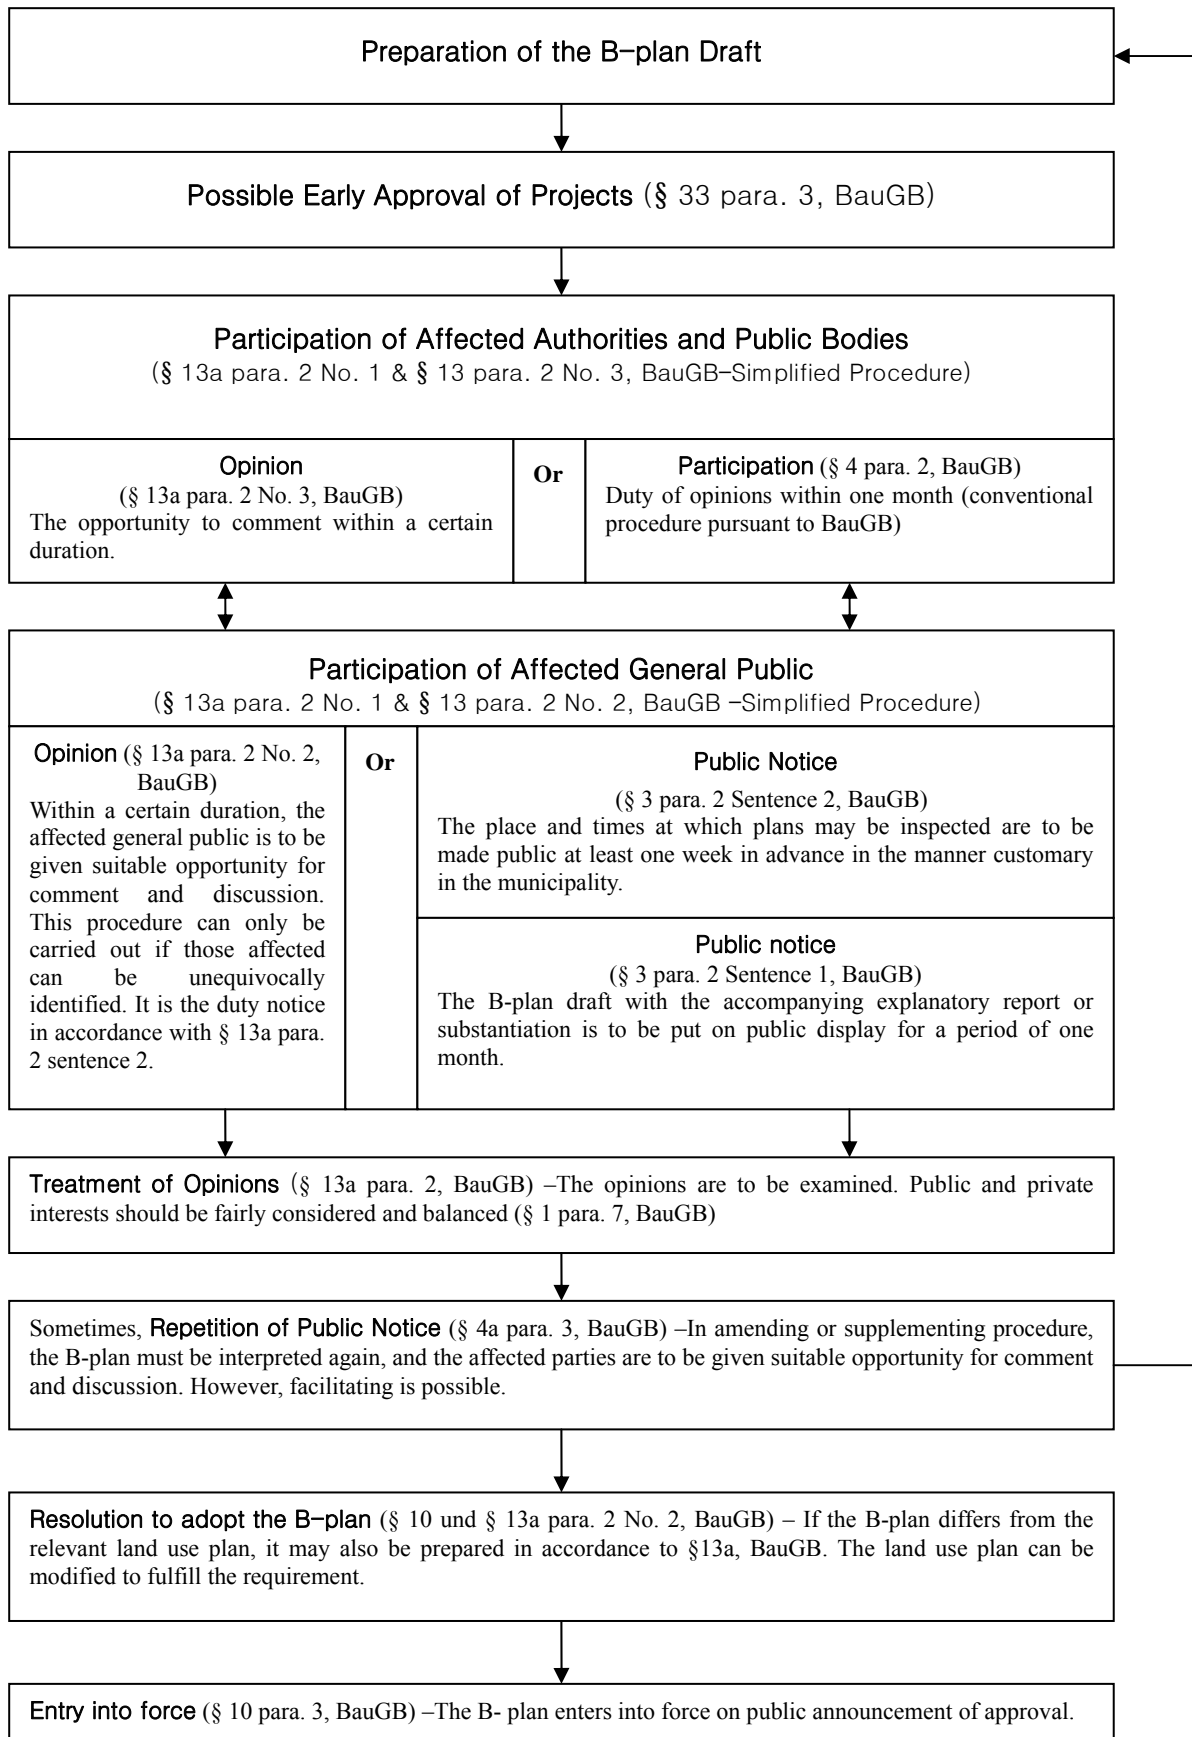 Preparation of the B-plan Draft
Possible Early Approval of Projects (§ 33 para. 3, BauGB)
Participation of Affected Authorities and Public Bodies
(§ 13a para. 2 No. 1 & § 13 para. 2 No. 3, BauGB-Simplified Procedure)
Opinion
(§ 13a para. 2 No. 3, BauGB)
The opportunity to comment within a certain
duration.
Or
Participation (§ 4 para. 2, BauGB)
Duty of opinions within one month (conventional
procedure pursuant to BauGB)
Participation of Affected General Public
(§ 13a para. 2 No. 1 & § 13 para. 2 No. 2, BauGB -Simplified Procedure)
Opinion (§ 13a para. 2 No. 2,
BauGB)
Within a certain duration, the
affected general public is to be
given suitable opportunity for
comment and discussion.
This procedure can only be
carried out if those affected
can be unequivocally
identified. It is the duty notice
in accordance with § 13a para.
2 sentence 2.
Or
Public Notice
(§ 3 para. 2 Sentence 2, BauGB)
The place and times at which plans may be inspected are to be
made public at least one week in advance in the manner customary
in the municipality.
Public notice
(§ 3 para. 2 Sentence 1, BauGB)
The B-plan draft with the accompanying explanatory report or
substantiation is to be put on public display for a period of one
month.
Treatment of Opinions (§ 13a para. 2, BauGB) –The opinions are to be examined. Public and private
interests should be fairly considered and balanced (§ 1 para. 7, BauGB)
Sometimes, Repetition of Public Notice (§ 4a para. 3, BauGB) –In amending or supplementing procedure,
the B-plan must be interpreted again, and the affected parties are to be given suitable opportunity for comment
and discussion. However, facilitating is possible.
Resolution to adopt the B-plan (§ 10 und § 13a para. 2 No. 2, BauGB) – If the B-plan differs from the
relevant land use plan, it may also be prepared in accordance to §13a, BauGB. The land use plan can be
modified to fulfill the requirement.
Entry into force (§ 10 para. 3, BauGB) –The B- plan enters into force on public announcement of approval.